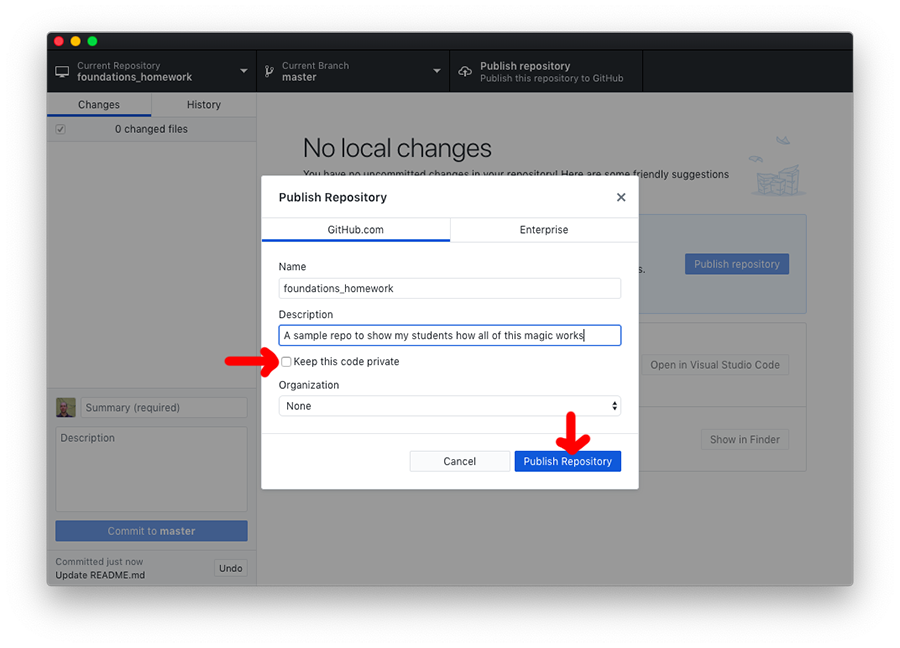 Current Repository
foundations_homework
Current Branch
master
Publish repository
Publish this repository to GitHub
Changes
History
0 changed files
No local changes
You have no uncommitted changes in your repository! Here are some friendly suggestions
Publish Repository
GitHub.com
Enterprise
Name
foundations_homework
Description
A sample repo to show my students how all of this magic works
Keep this code private
Organization
None
Cancel
Publish Repository
s.
Publish repository
Open in Visual Studio Code
Show in Finder
Summary (required)
Description
Commit to master
Committed just now
Update README.md
Undo